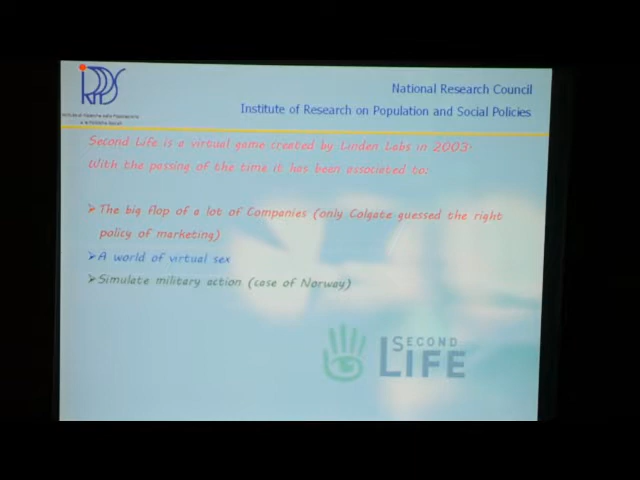 IRPPS
National Research Council
Institute of Research on Population and Social Policies
Second Life is a virtual game created by Linden Labs in 2003.
With the passing of the time it has been associated to:
➢The big flop of a lot of Companies (only Colgate guessed the right
policy of marketing)
➢A world of virtual sex
➢Simulate military action (case of Norway)
SECOND
LIFE